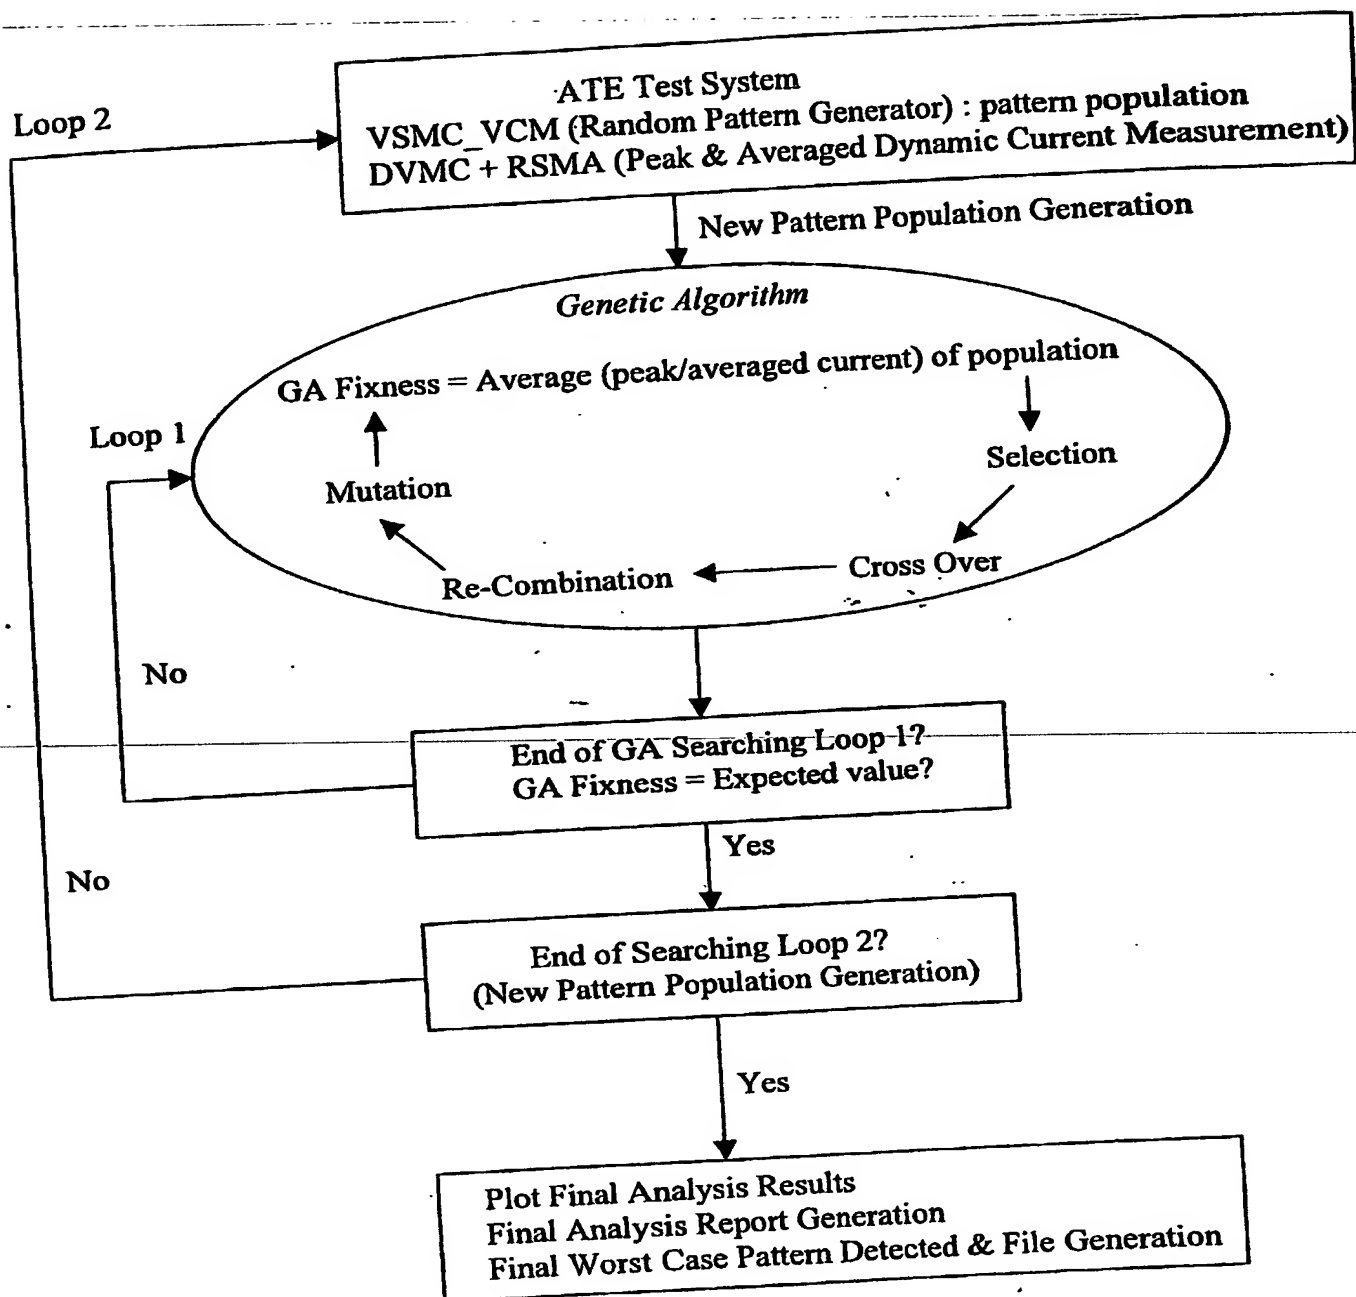 ATE Test System
Loop 2
VSMC_VCM (Random Pattern Generator) : pattern population
DVMC + RSMA (Peak & Averaged Dynamic Current Measurement)
New Pattern Population Generation
Genetic Algorithm
GA Fixness = Average (peak/averaged current) of population
Loop 1
Selection
Mutation
Cross Over
Re-Combination
No
End of GA Searching Loop 1?
GA Fixness = Expected value?
Yes
No
End of Searching Loop 2?
(New Pattern Population Generation)
Yes
Plot Final Analysis Results
Final Analysis Report Generation
Final Worst Case Pattern Detected & File Generation